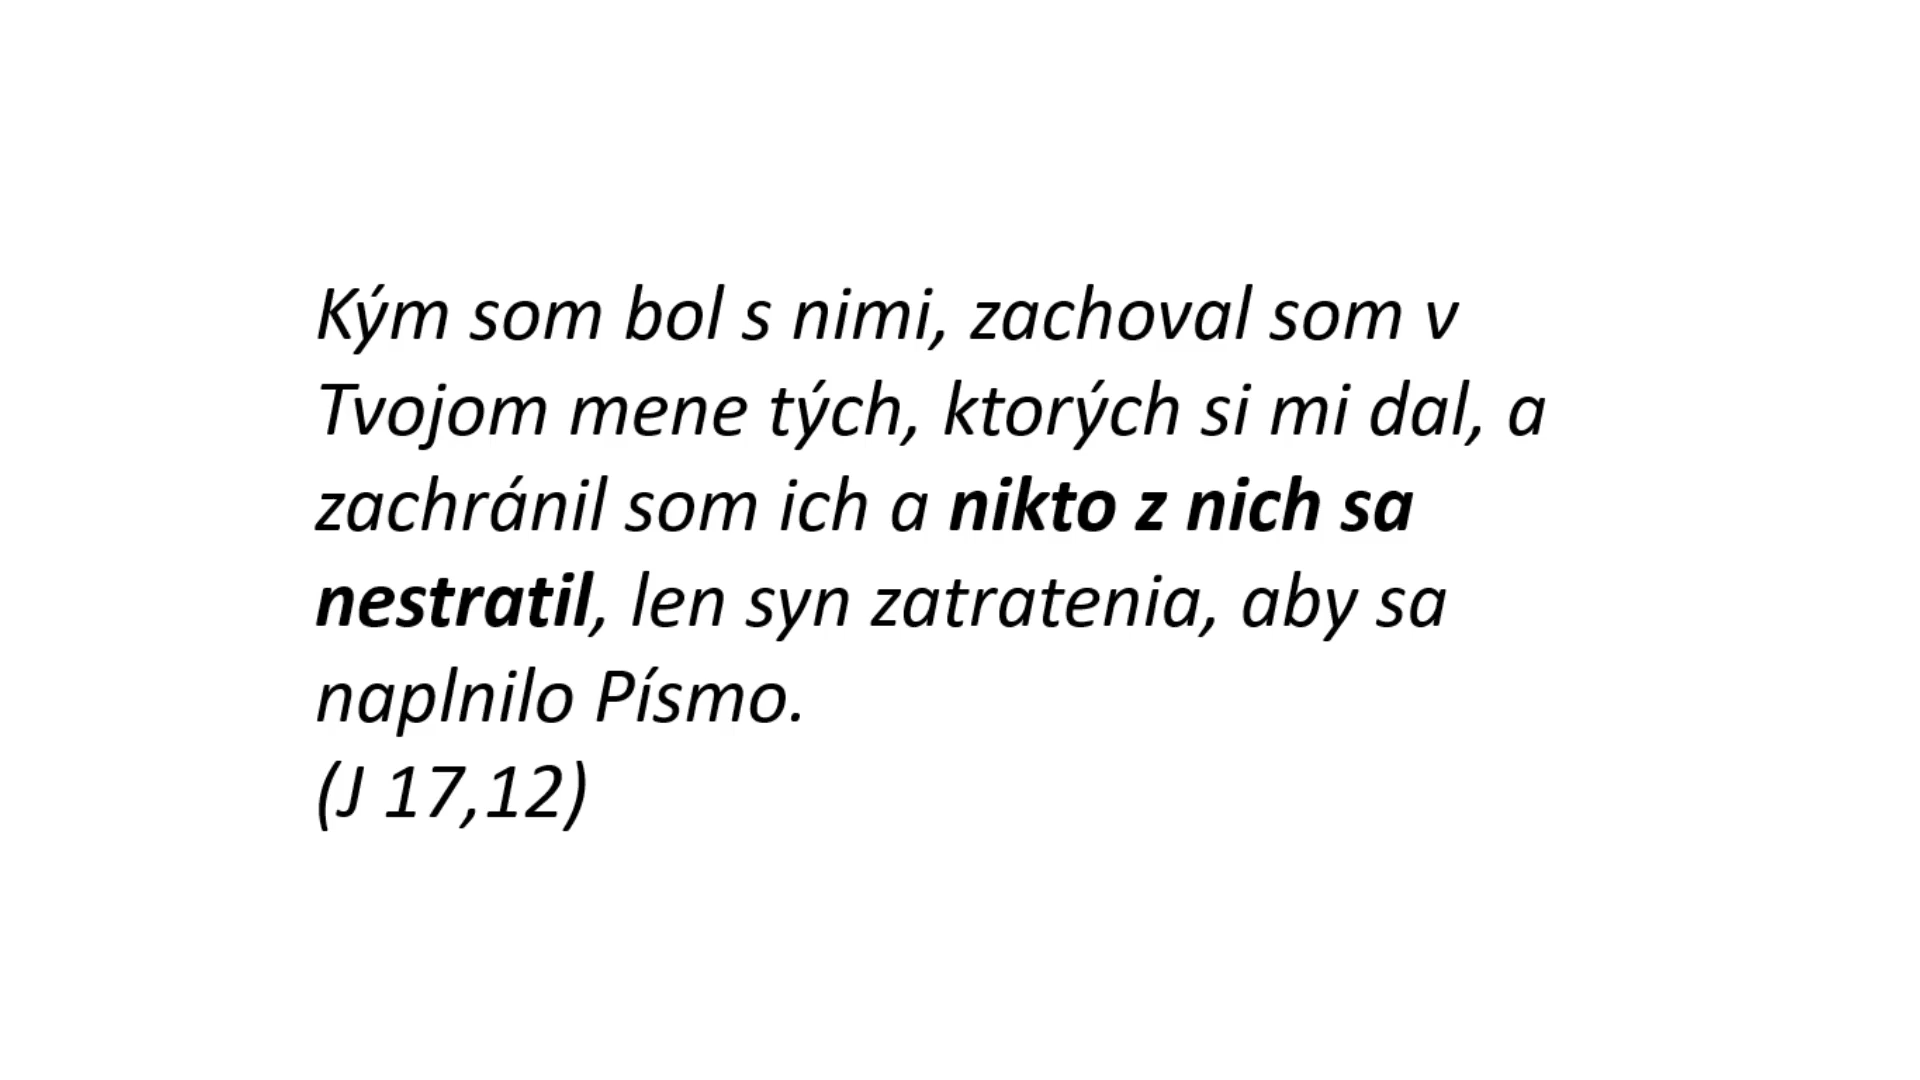 Kým som bol s nimi, zachoval som v
Tvojom mene tých, ktorých si mi dal, a
zachránil som ich a nikto z nich sa
nestratil, len syn zatratenia, aby sa
naplnilo Písmo.
(J 17,12)